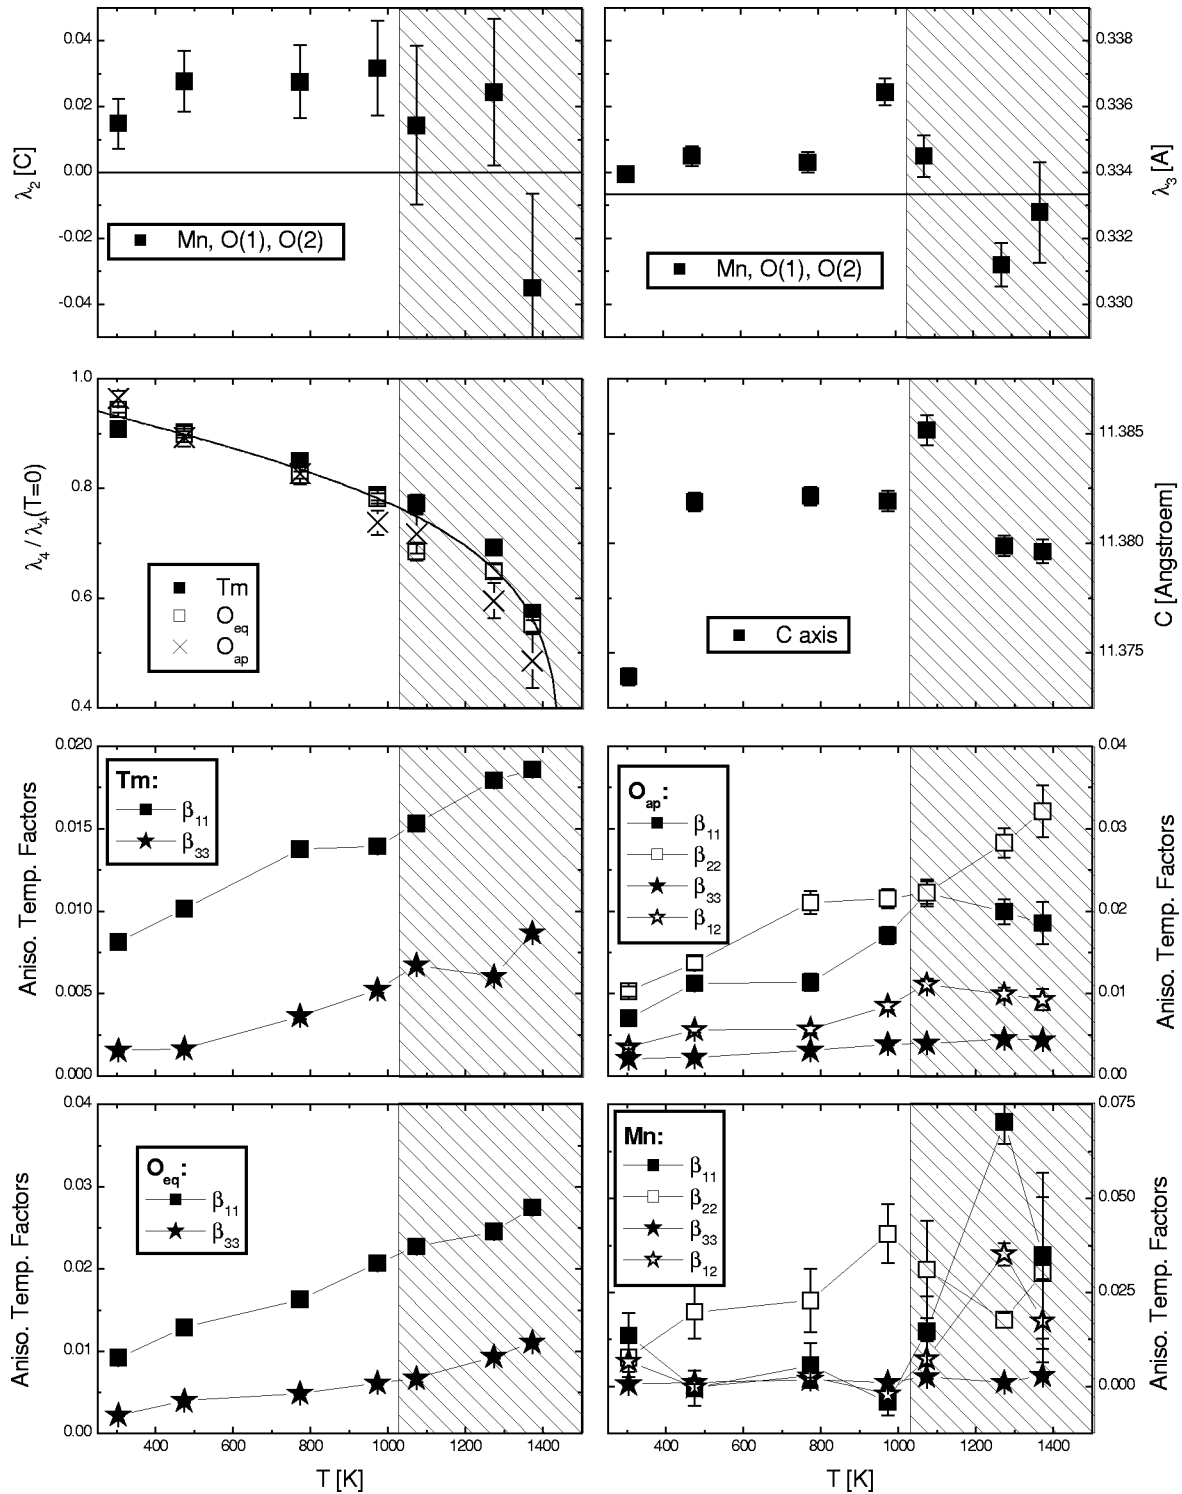 0.04
0.02
0.00
-0.02
-0.04
λ2 [C]
Mn, O(1), O(2)
0.338
0.336
0.334
0.332
0.330
λ3 [A]
Mn, O(1), O(2)
1.0
0.8
0.6
0.4
λ4 / λ4(T=0)
Tm
Oeq
Oap
11.385
11.380
11.375
C [Angstroem]
C axis
0.020
0.015
0.010
0.005
0.000
Aniso. Temp. Factors
Tm:
β11
β33
0.04
0.03
0.02
0.01
0.00
Aniso. Temp. Factors
Oap:
β11
β22
β33
β12
0.04
0.03
0.02
0.01
0.00
Aniso. Temp. Factors
Oeq:
β11
β33
400 600 800 1000 1200 1400
T [K]
0.075
0.050
0.025
0.000
Aniso. Temp. Factors
Mn:
β11
β22
β33
β12
400 600 800 1000 1200 1400
T [K]